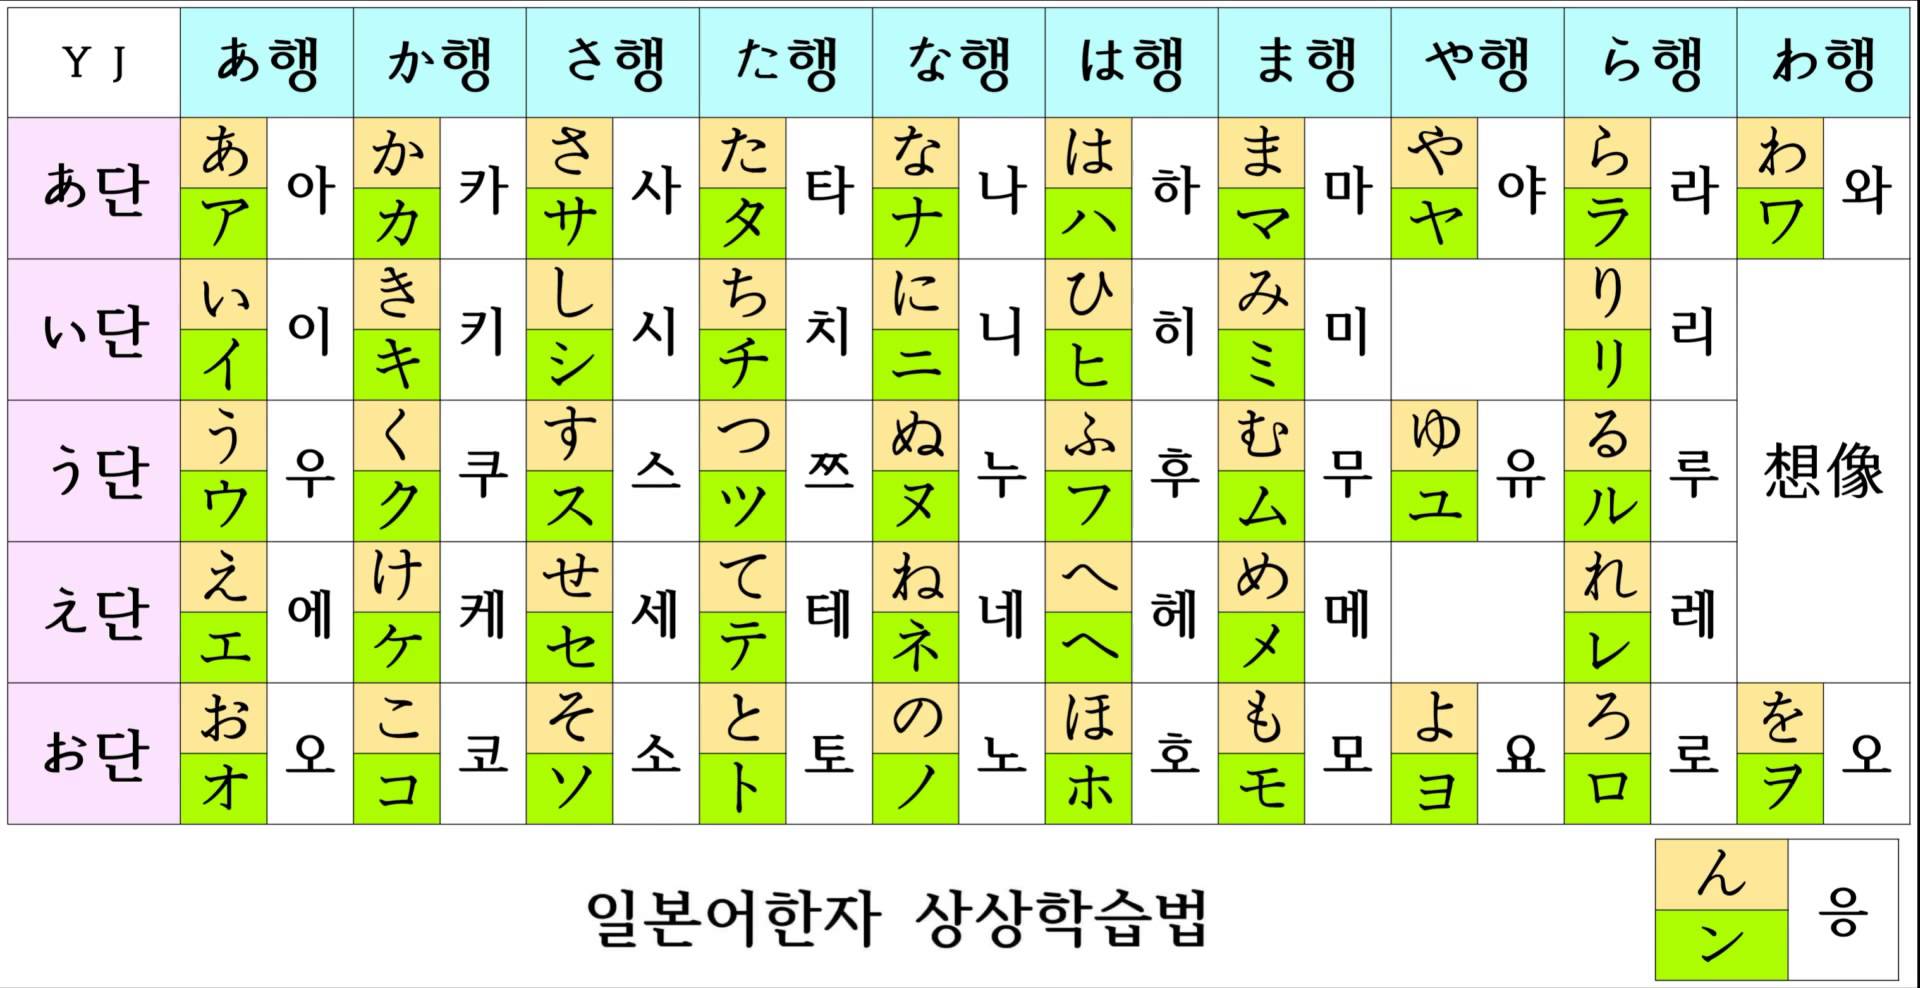 Y J あ행 か행 さ행 た행 な행 は행 ま행 や행 ら행 わ행
あ단 あ ア 아 か カ 카 さ サ 사 た タ 타 な ナ 나 は ハ 하 ま マ 마 や ヤ 야 ら ラ 라 わ ワ 와
い단 い イ 이 き キ 키 し シ 시 ち チ 치 に ニ 니 ひ ヒ 히 み ミ 미 り リ 리
う단 う ウ 우 く ク 쿠 す ス 스 つ ツ 쯔 ぬ ヌ 누 ふ フ 후 む ム 무 ゆ ユ 유 る ル 루 想像
え단 え エ 에 け ケ 케 せ セ 세 て テ 테 ね ネ 네 へ ヘ 헤 め メ 메 れ レ 레
お단 お オ 오 こ コ 코 そ ソ 소 と ト 토 の ノ 노 ほ ホ 호 も モ 모 よ ヨ 요 ろ ロ 로 を ヲ 오
일본어한자 상상학습법
ん ン 응